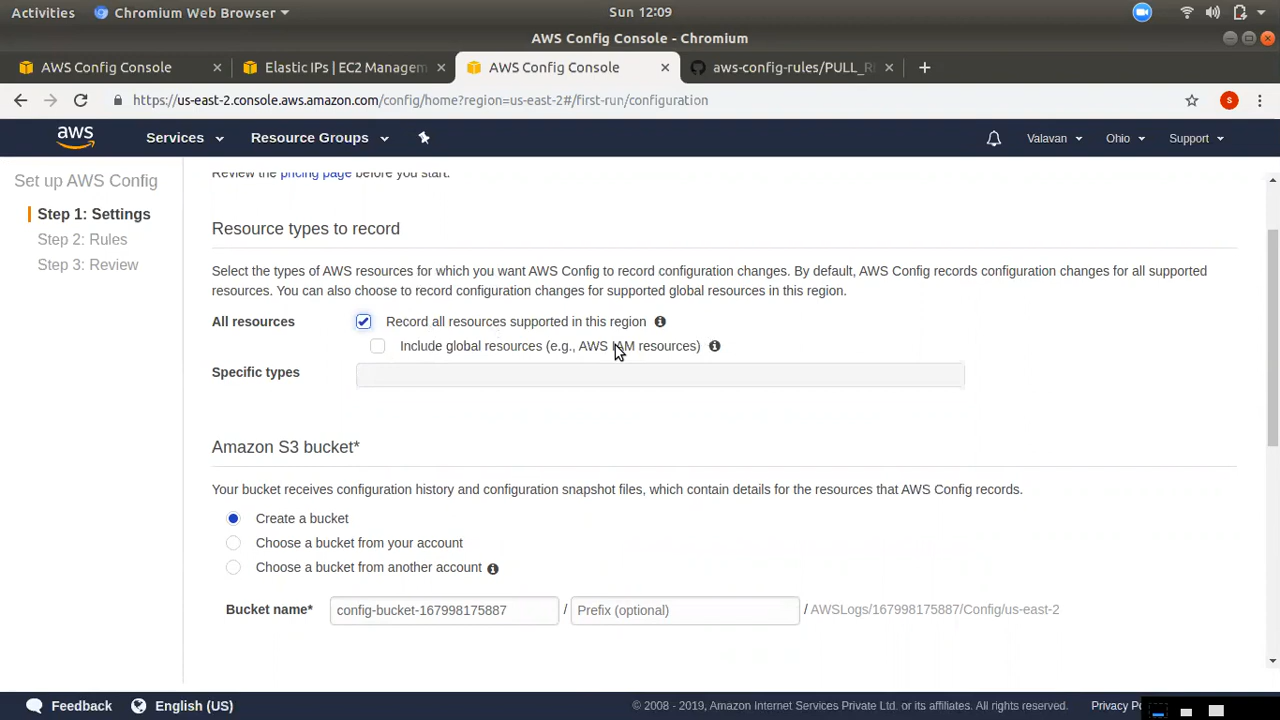 Activities
Chromium Web Browser
Sun 12:09
AWS Config Console - Chromium
AWS Config Console
Elastic IPs | EC2 Managem
AWS Config Console
aws-config-rules/PULL_R
https://us-east-2.console.aws.amazon.com/config/home?region=us-east-2#/first-run/configuration
S
aws
Services
Resource Groups
Valavan
Ohio
Support
Set up AWS Config
Step 1: Settings
Step 2: Rules
Step 3: Review
Review the pricing page before you start.
Resource types to record
Select the types of AWS resources for which you want AWS Config to record configuration changes. By default, AWS Config records configuration changes for all supported
resources. You can also choose to record configuration changes for supported global resources in this region.
All resources
Record all resources supported in this region
Include global resources (e.g., AWS IAM resources)
Specific types
Amazon S3 bucket*
Your bucket receives configuration history and configuration snapshot files, which contain details for the resources that AWS Config records.
Create a bucket
Choose a bucket from your account
Choose a bucket from another account
Bucket name*
config-bucket-167998175887
/
Prefix (optional)
/ AWSLogs/167998175887/Config/us-east-2
Feedback
English (US)
© 2008 - 2019, Amazon Internet Services Private Ltd. or its affiliates. All rights reserved.
Privacy Po